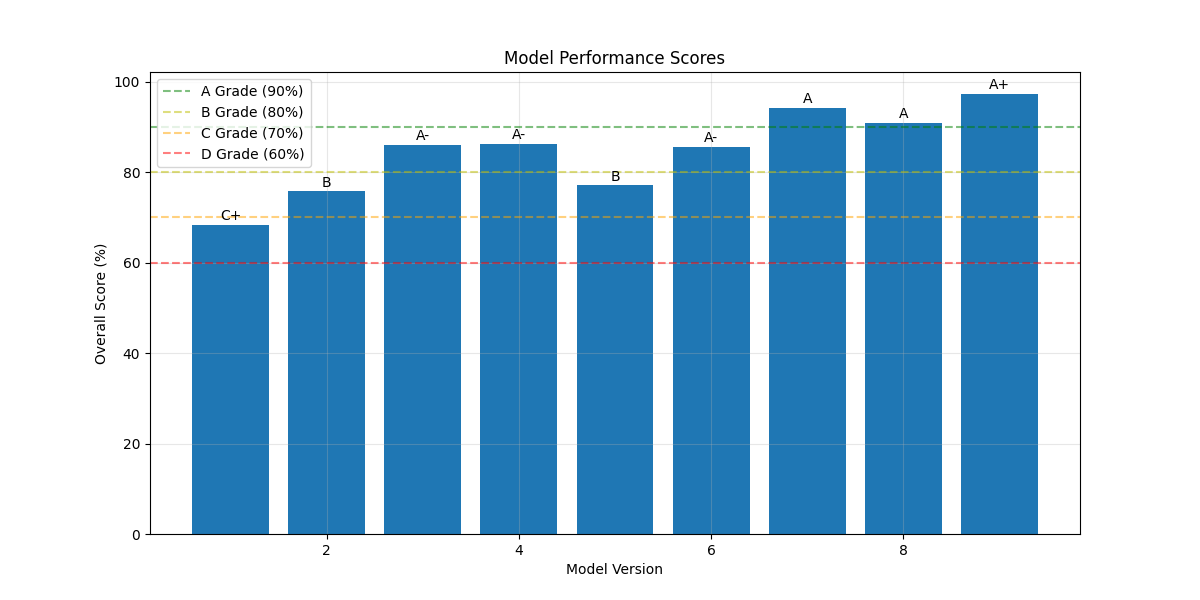 Model Performance Scores
A Grade (90%)
B Grade (80%)
C Grade (70%)
D Grade (60%)
Overall Score (%)
100
80
60
40
20
0
C+
B
A-
A-
B
A-
A
A
A+
2
4
6
8
Model Version